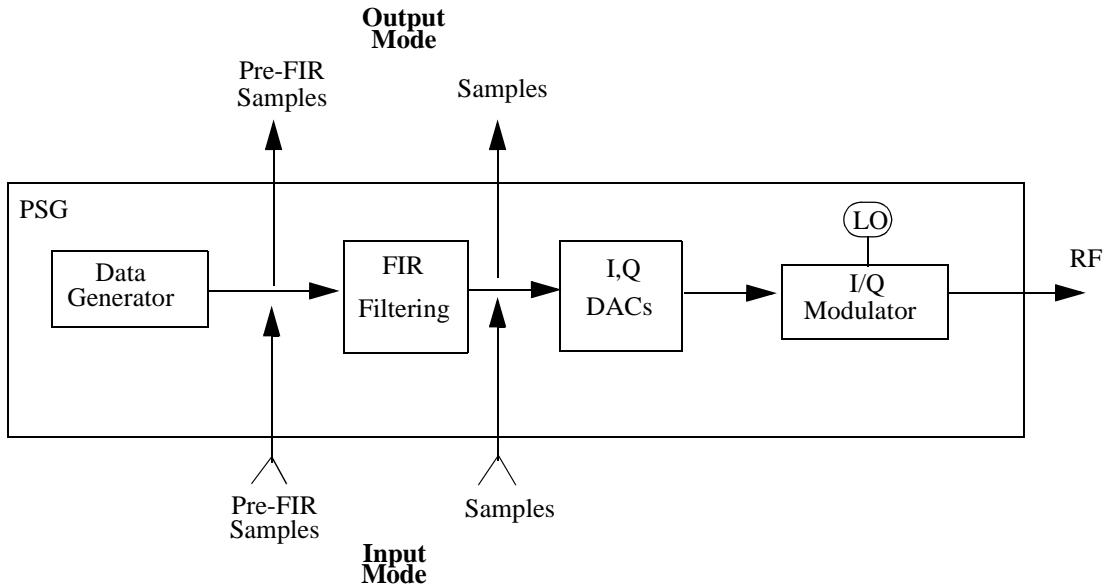 Output
Mode
Pre-FIR
Samples
Samples
PSG
LO
Data
Generator
FIR
Filtering
I,Q
DACs
I/Q
Modulator
RF
Pre-FIR
Samples
Samples
Input
Mode